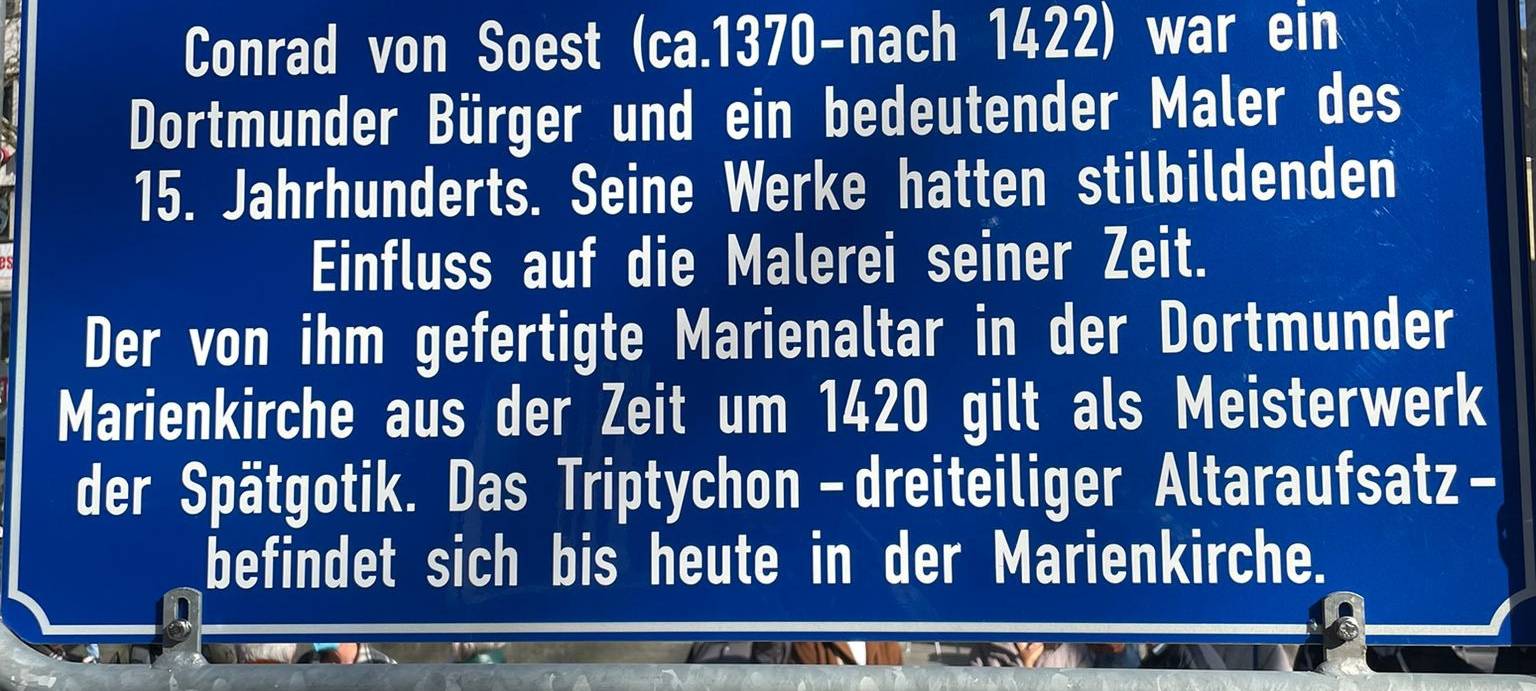 Conrad von Soest (ca.1370-nach 1422) war ein
Dortmunder Bürger und ein bedeutender Maler des
15. Jahrhunderts. Seine Werke hatten stilbildenden
Einfluss auf die Malerei seiner Zeit.
Der von ihm gefertigte Marienaltar in der Dortmunder
Marienkirche aus der Zeit um 1420 gilt als Meisterwerk
der Spätgotik. Das Triptychon - dreiteiliger Altaraufsatz -
befindet sich bis heute in der Marienkirche.